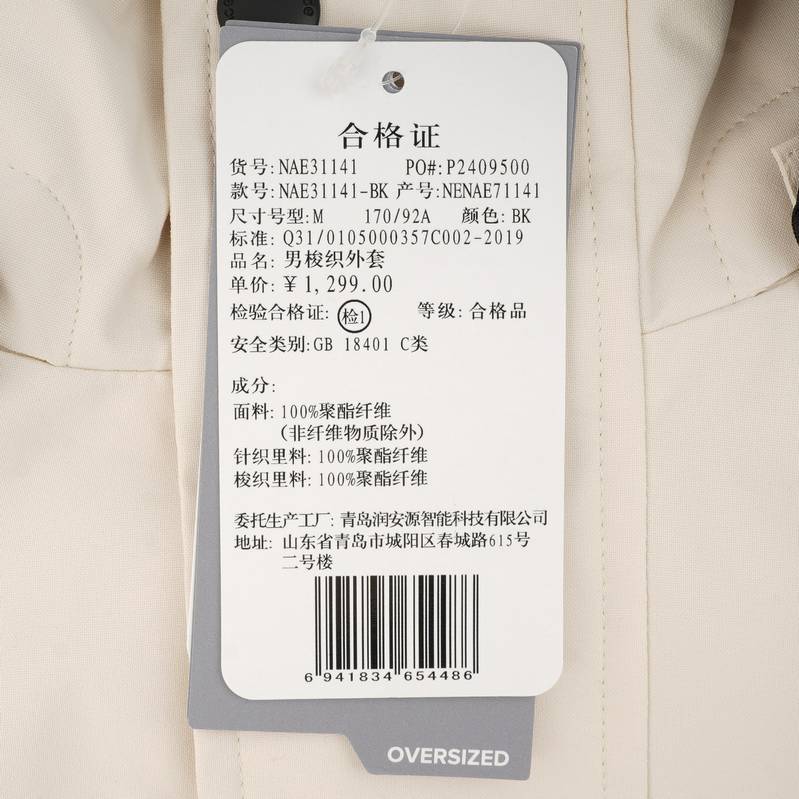 合格证
货号: NAE31141 PO#: P2409500
款号: NAE31141-BK 产号: NENAE71141
尺寸号型: M 170/92A 颜色: BK
标准: Q31/0105000357C002-2019
品名: 男梭织外套
单价: ¥1,299.00
检验合格证: 检1 等级: 合格品
安全类别: GB 18401 C类
成分:
面料: 100%聚酯纤维
(非纤维物质除外)
针织里料: 100%聚酯纤维
梭织里料: 100%聚酯纤维
委托生产工厂: 青岛润安源智能科技有限公司
地址: 山东省青岛市城阳区春城路615号
二号楼
6 941834 654486
OVERSIZED